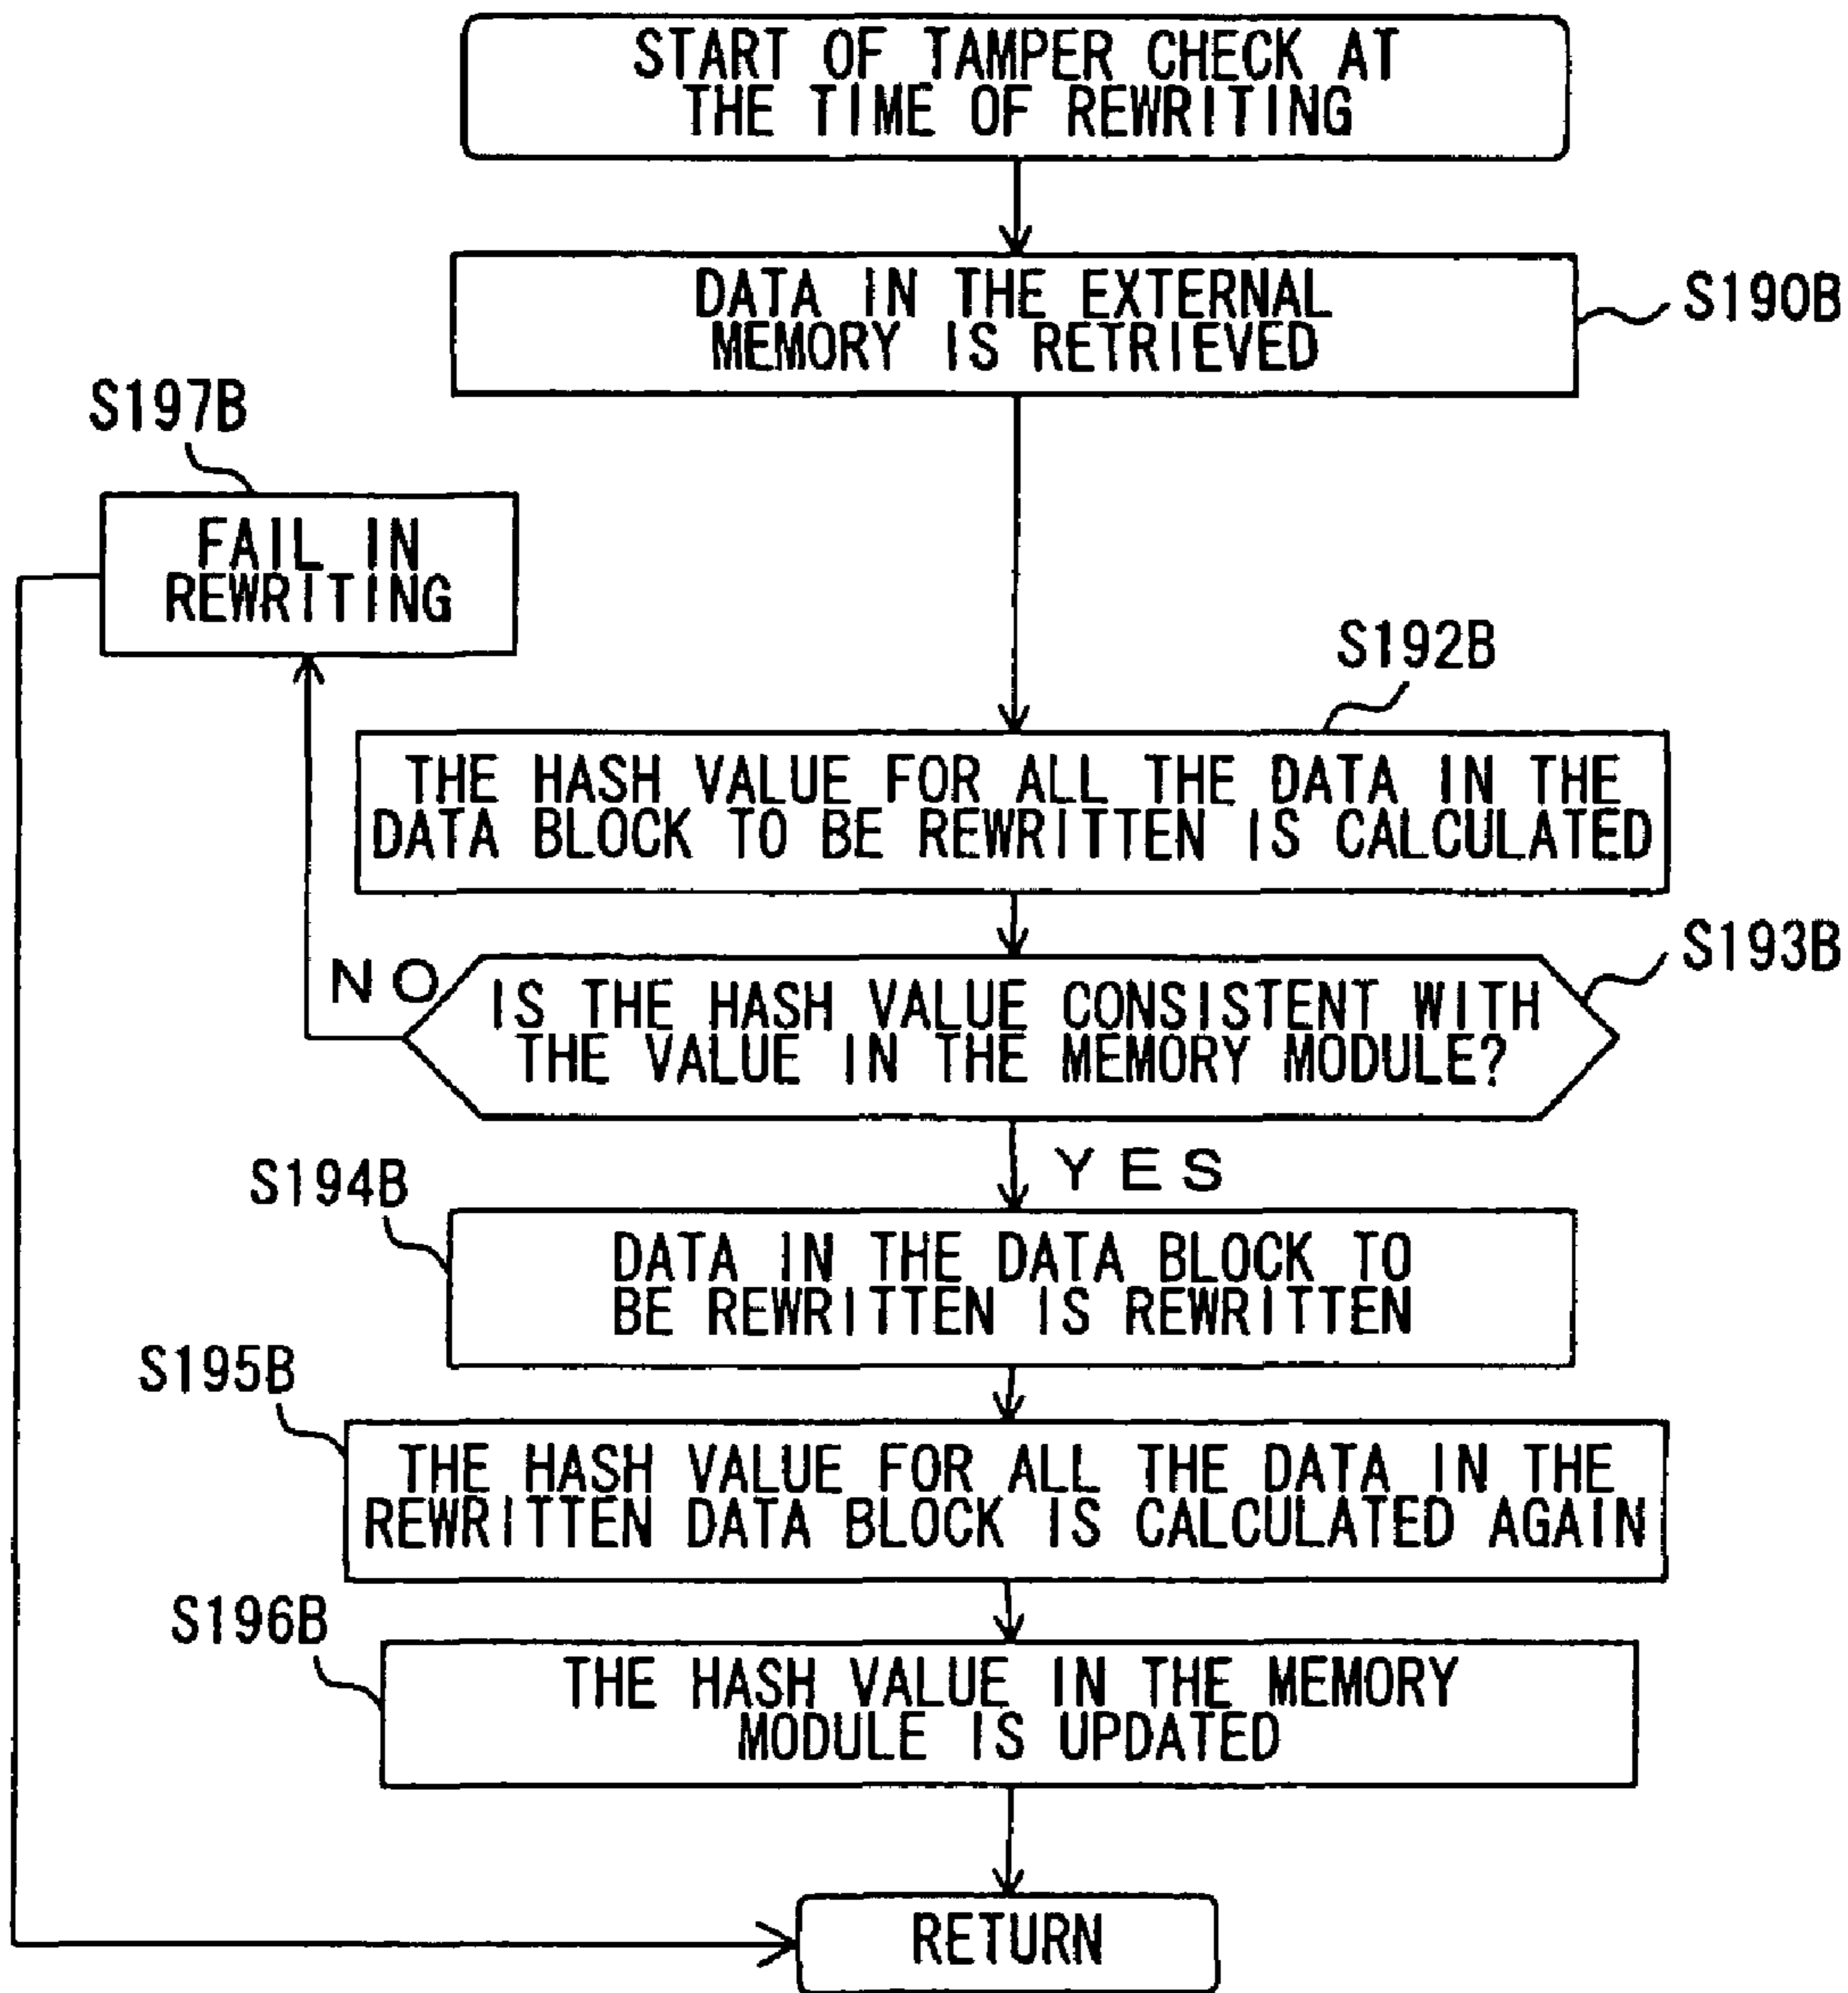 START OF TAMPER CHECK AT
THE TIME OF REWRITING
DATA IN THE EXTERNAL
MEMORY IS RETRIEVED
S190B
S197B
FAIL IN
REWRITING
S192B
THE HASH VALUE FOR ALL THE DATA IN THE
DATA BLOCK TO BE REWRITTEN IS CALCULATED
S193B
NO
IS THE HASH VALUE CONSISTENT WITH
THE VALUE IN THE MEMORY MODULE?
YES
S194B
DATA IN THE DATA BLOCK TO
BE REWRITTEN IS REWRITTEN
S195B
THE HASH VALUE FOR ALL THE DATA IN THE
REWRITTEN DATA BLOCK IS CALCULATED AGAIN
S196B
THE HASH VALUE IN THE MEMORY
MODULE IS UPDATED
RETURN